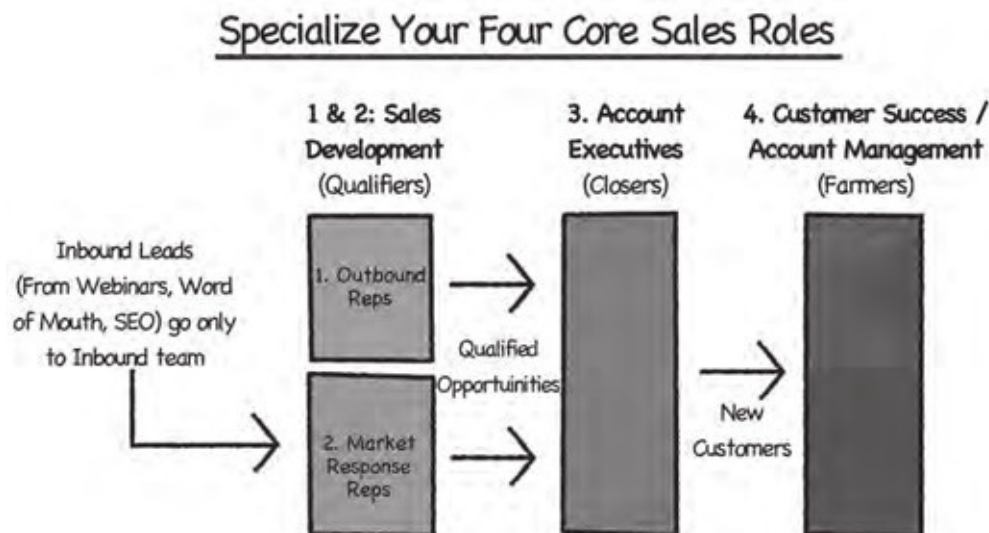 Specialize Your Four Core Sales Roles
1 & 2: Sales
Development
(Qualifiers)
3. Account
Executives
(Closers)
4. Customer Success /
Account Management
(Farmers)
Inbound Leads
(From Webinars, Word
of Mouth, SEO) go only
to Inbound team
1. Outbound
Reps
2. Market
Response
Reps
Qualified
Opportuinities
New
Customers